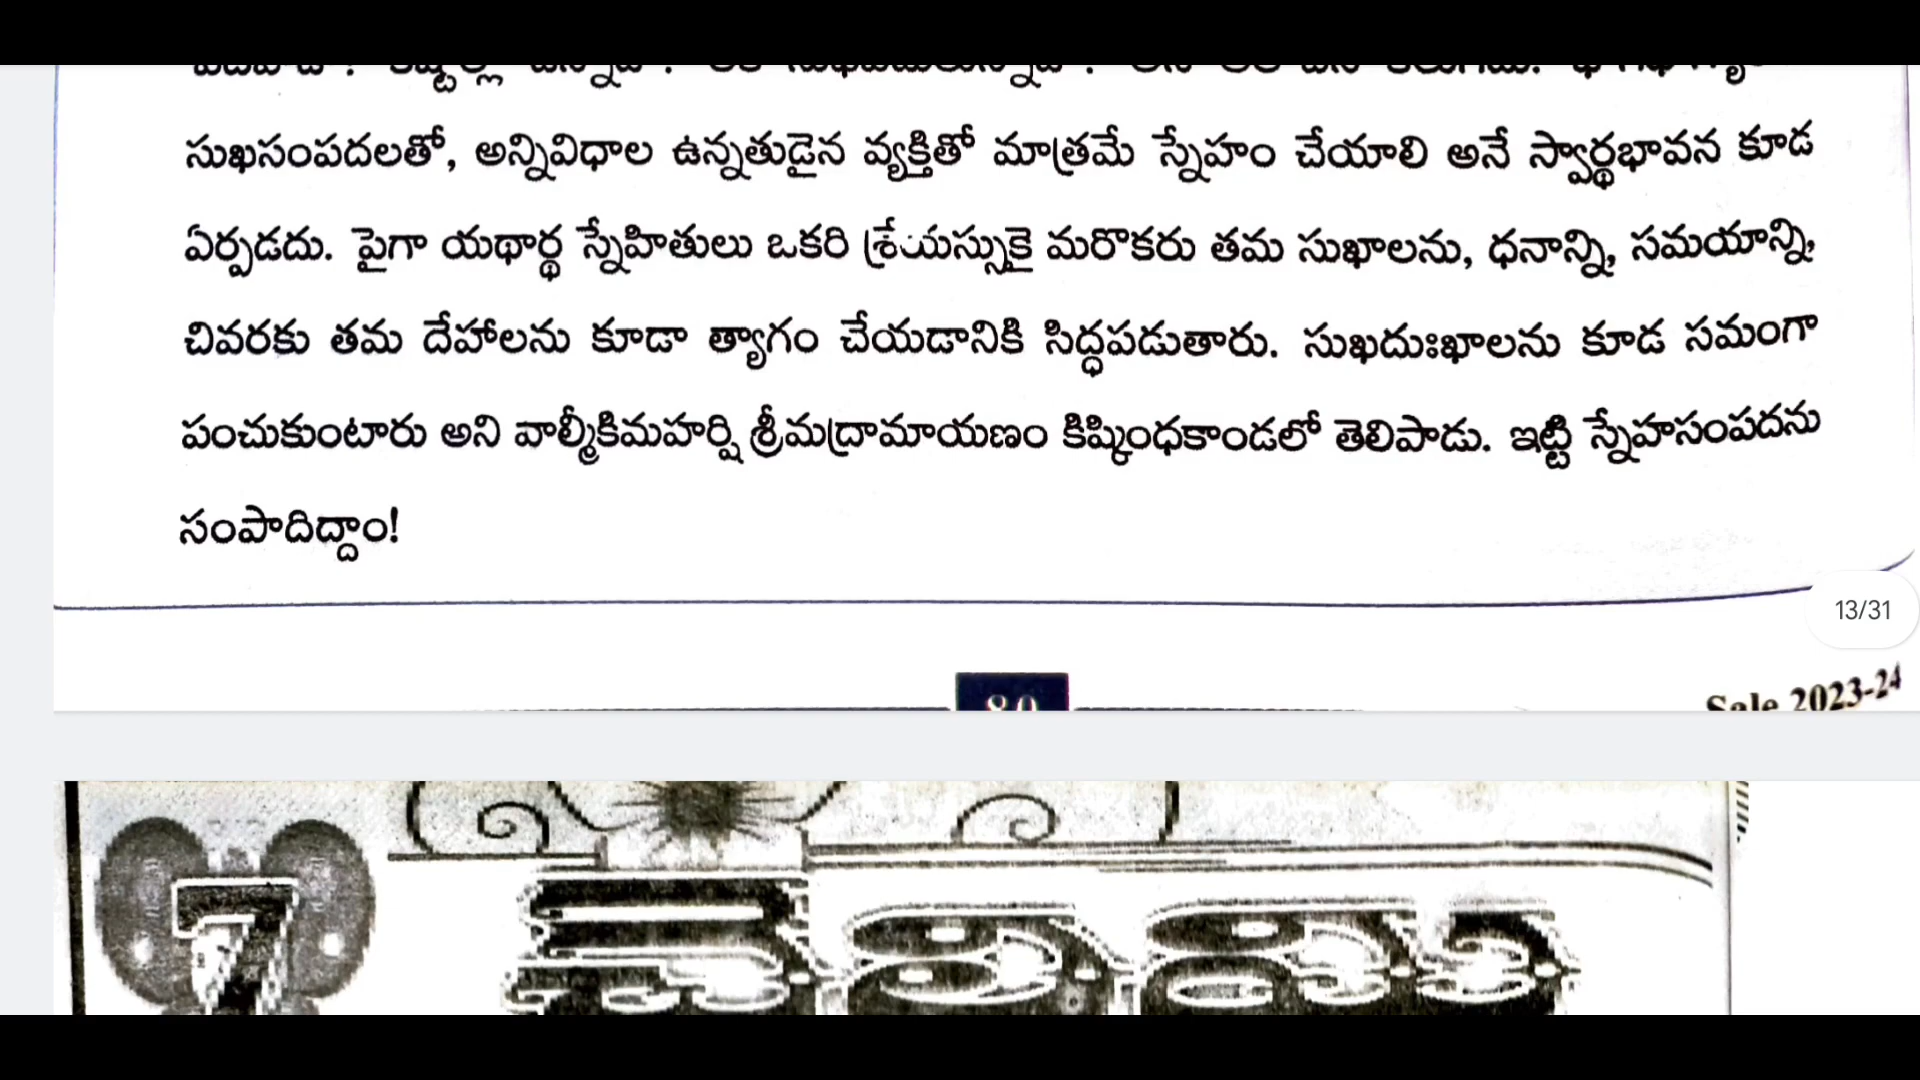 సుఖసంపదలతో, అన్నివిధాల ఉన్నతుడైన వ్యక్తితో మాత్రమే స్నేహం చేయాలి అనే స్వార్థభావన కూడ
ఏర్పడదు. పైగా యథార్థ స్నేహితులు ఒకరి శ్రేయస్సుకై మరొకరు తమ సుఖాలను, ధనాన్ని, సమయాన్ని,
చివరకు తమ దేహాలను కూడా త్యాగం చేయడానికి సిద్ధపడుతారు. సుఖదుఃఖాలను కూడ సమంగా
పంచుకుంటారు అని వాల్మీకిమహర్షి శ్రీమద్రామాయణం కిష్కింధకాండలో తెలిపాడు. ఇట్టి స్నేహసంపదను
సంపాదిద్దాం!
13/31
80
Sale 2023-24
7